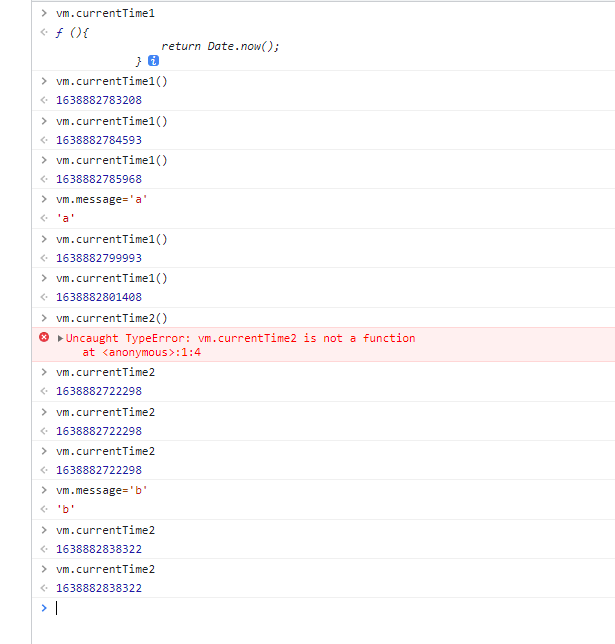 > vm.currentTime1
<· ƒ (){
return Date.now();
} i
> vm.currentTime1()
<· 1638882783208
> vm.currentTime1()
<· 1638882784593
> vm.currentTime1()
<· 1638882785968
> vm.message='a'
<· 'a'
> vm.currentTime1()
<· 1638882799993
> vm.currentTime1()
<· 1638882801408
> vm.currentTime2()
▶Uncaught TypeError: vm.currentTime2 is not a function
at <anonymous>:1:4
> vm.currentTime2
<· 1638882722298
> vm.currentTime2
<· 1638882722298
> vm.currentTime2
<· 1638882722298
> vm.message='b'
<· 'b'
> vm.currentTime2
<· 1638882838322
> vm.currentTime2
<· 1638882838322
>